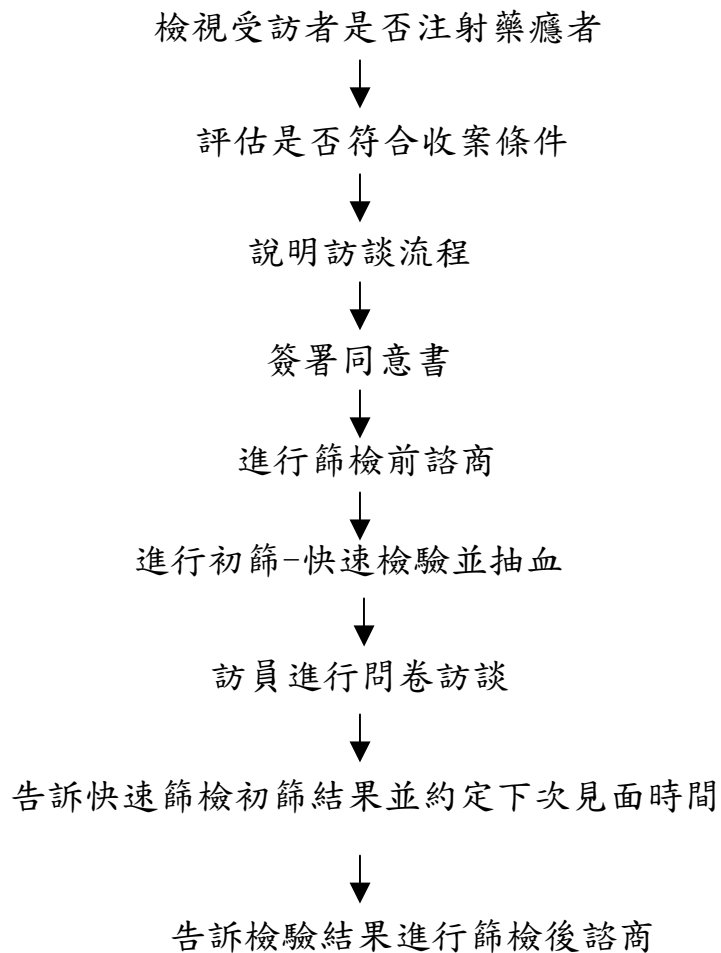 檢視受訪者是否注射藥癮者
評估是否符合收案條件
說明訪談流程
簽署同意書
進行篩檢前諮商
進行初篩-快速檢驗並抽血
訪員進行問卷訪談
告訴快速篩檢初篩結果並約定下次見面時間
告訴檢驗結果進行篩檢後諮商